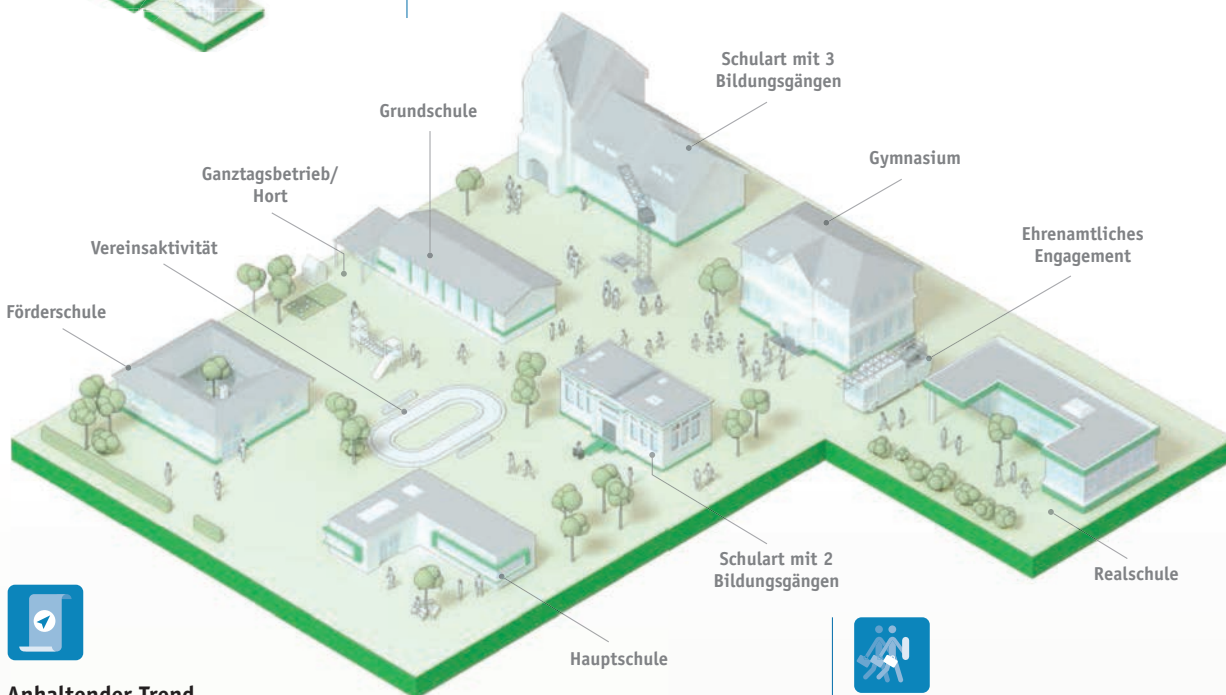 Schulart mit 3
Bildungsgängen
Grundschule
Gymnasium
Ganztagsbetrieb/
Hort
Ehrenamtliches
Engagement
Vereinsaktivität
Förderschule
Schulart mit 2
Bildungsgängen
Realschule
Hauptschule
Anhaltender Trend